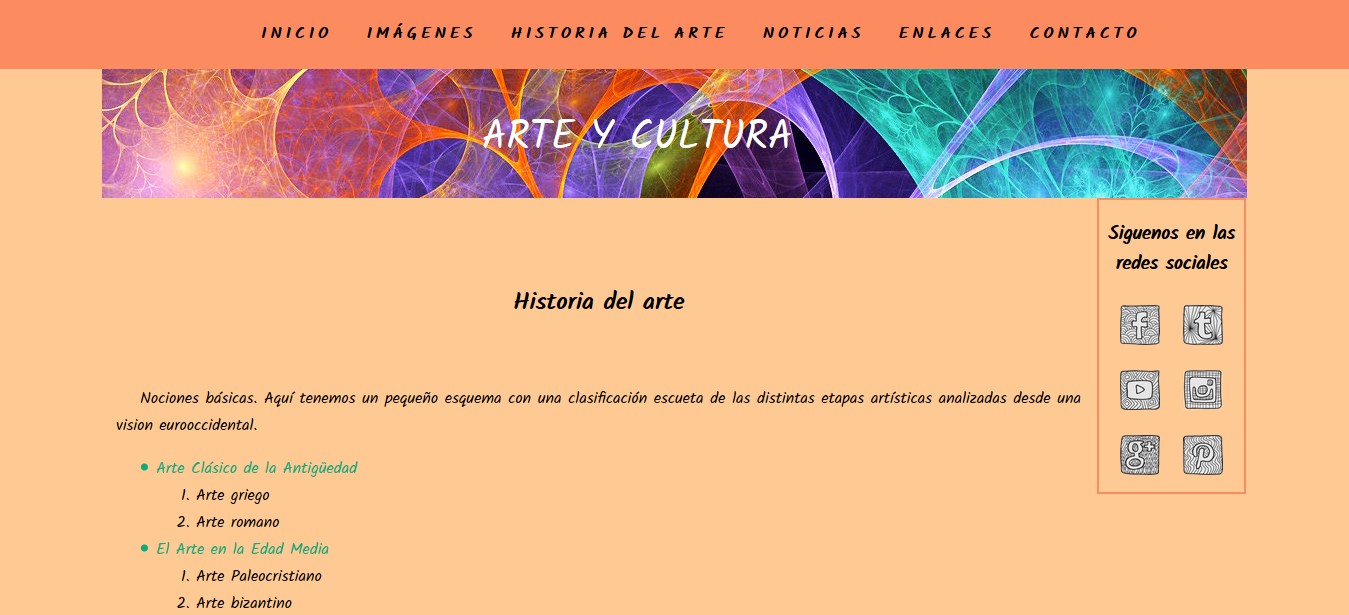 INICIO IMÁGENES HISTORIA DEL ARTE NOTICIAS ENLACES CONTACTO
ARTE Y CULTURA
Siguenos en las
redes sociales
Historia del arte
Nociones básicas. Aquí tenemos un pequeño esquema con una clasificación escueta de las distintas etapas artísticas analizadas desde una
vision eurooccidental.
• Arte Clásico de la Antigüedad
1. Arte griego
2. Arte romano
• El Arte en la Edad Media
1. Arte Paleocristiano
2. Arte bizantino